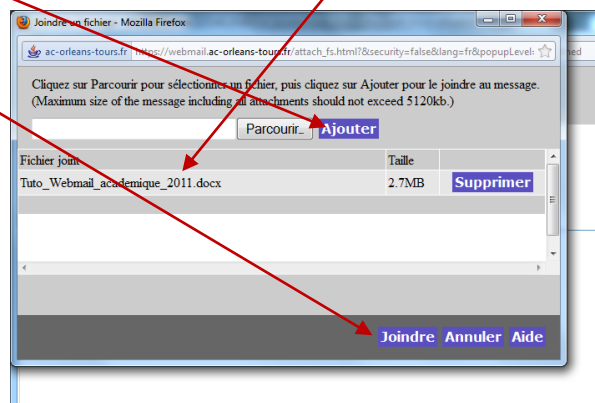 Joindre un fichier - Mozilla Firefox
ac-orleans-tours.fr https://webmail.ac-orleans-tours.fr/attach_fs.html?&security=false&lang=fr&popupLevel=
ned
Cliquez sur Parcourir pour sélectionner un fichier, puis cliquez sur Ajouter pour le joindre au message.
(Maximum size of the message including all attachments should not exceed 5120kb.)
Parcourir_ Ajouter
Fichier joint Taille
Tuto_Webmail_academique_2011.docx 2.7MB Supprimer
Joindre Annuler Aide